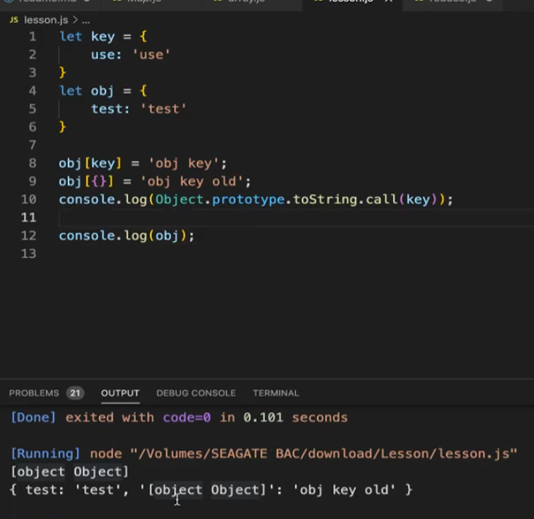 lesson.js
JS lesson.js > ...
1 let key = {
2 use: 'use'
3 }
4 let obj = {
5 test: 'test'
6 }
7
8 obj[key] = 'obj key';
9 obj[{}] = 'obj key old';
10 console.log(Object.prototype.toString.call(key));
11
12 console.log(obj);
13
PROBLEMS 21 OUTPUT DEBUG CONSOLE TERMINAL
[Done] exited with code=0 in 0.101 seconds
[Running] node "/Volumes/SEAGATE BAC/download/Lesson/lesson.js"
[object Object]
{ test: 'test', '[object Object]': 'obj key old' }